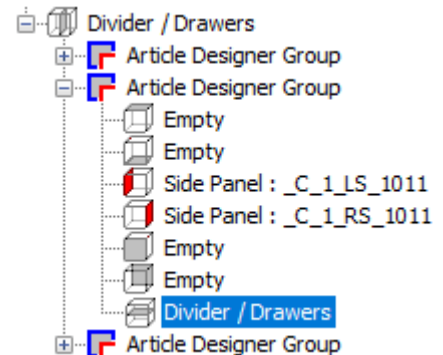 Divider / Drawers
Article Designer Group
Article Designer Group
Empty
Empty
Side Panel : _C_1_LS_1011
Side Panel : _C_1_RS_1011
Empty
Empty
Divider / Drawers
Article Designer Group